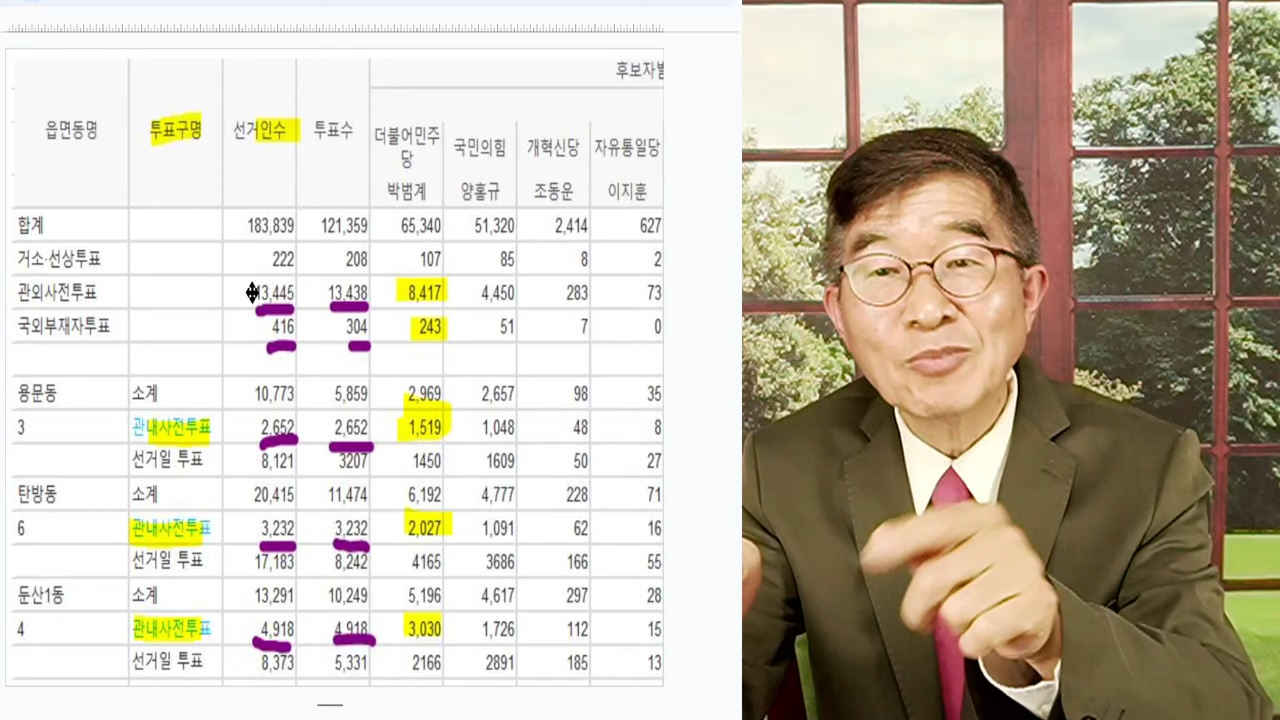 후보자별
읍면동명 투표구명 선거인수 투표수 더불어민주당 국민의힘 개혁신당 자유통일당
박범계 양홍규 조동운 이지훈
합계 183,839 121,359 65,340 51,320 2,414 627
거소·선상투표 222 208 107 85 8 2
관외사전투표 13,445 13,438 8,417 4,450 283 73
국외부재자투표 416 304 243 51 7 0
용문동 소계 10,773 5,859 2,969 2,657 98 35
3 관내사전투표 2,652 2,652 1,519 1,048 48 8
선거일 투표 8,121 3207 1450 1609 50 27
탄방동 소계 20,415 11,474 6,192 4,777 228 71
6 관내사전투표 3,232 3,232 2,027 1,091 62 16
선거일 투표 17,183 8,242 4165 3686 166 55
둔산1동 소계 13,291 10,249 5,196 4,617 297 28
4 관내사전투표 4,918 4,918 3,030 1,726 112 15
선거일 투표 8,373 5,331 2166 2891 185 13